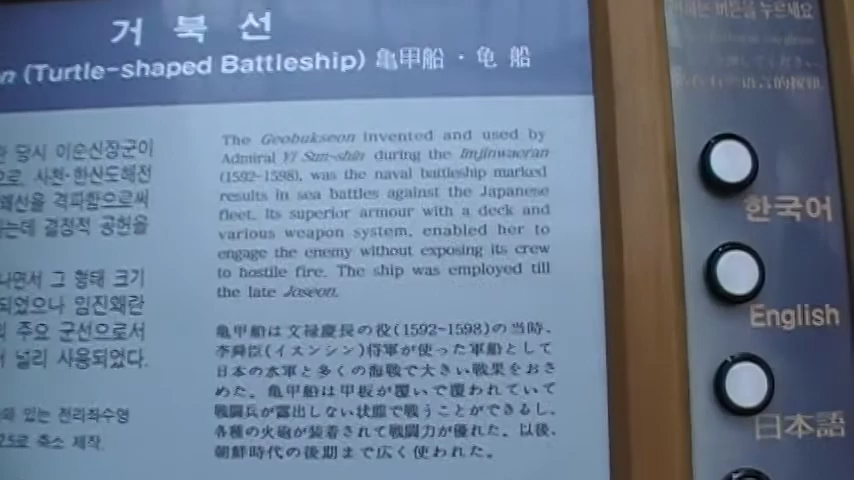 거북선
(Turtle-shaped Battleship) 亀甲船・龟船
당시 이순신장군이
사천·한산도해전
왜선을 격파함으로써
는데 결정적 공헌을
나면서 그 형태 크기
되었으나 임진왜란
주요 군선으로서
널리 사용되었다.
있는 전라좌수영
축소 제작.
The Geobukseon invented and used by
Admiral Yi Sun-shin during the Imjinwaeran
(1592-1598), was the naval battleship marked
results in sea battles against the Japanese
fleet. Its superior armour with a deck and
various weapon system, enabled her to
engage the enemy without exposing its crew
to hostile fire. The ship was employed till
the late Joseon.
亀甲船は文禄慶長の役(1592-1598)の当時、
李舜臣(イスンシン)将軍が使った軍船として
日本の水軍と多くの海戦で大きい戦果をおさ
めた。亀甲船は甲板が覆いで覆われていて
戦闘兵が露出しない状態で戦うことができるし、
各種の火砲が装着されて戦闘力が優れた。以後、
朝鮮時代の後期まで広く使われた。
버튼을 누르세요
한국어
English
日本語